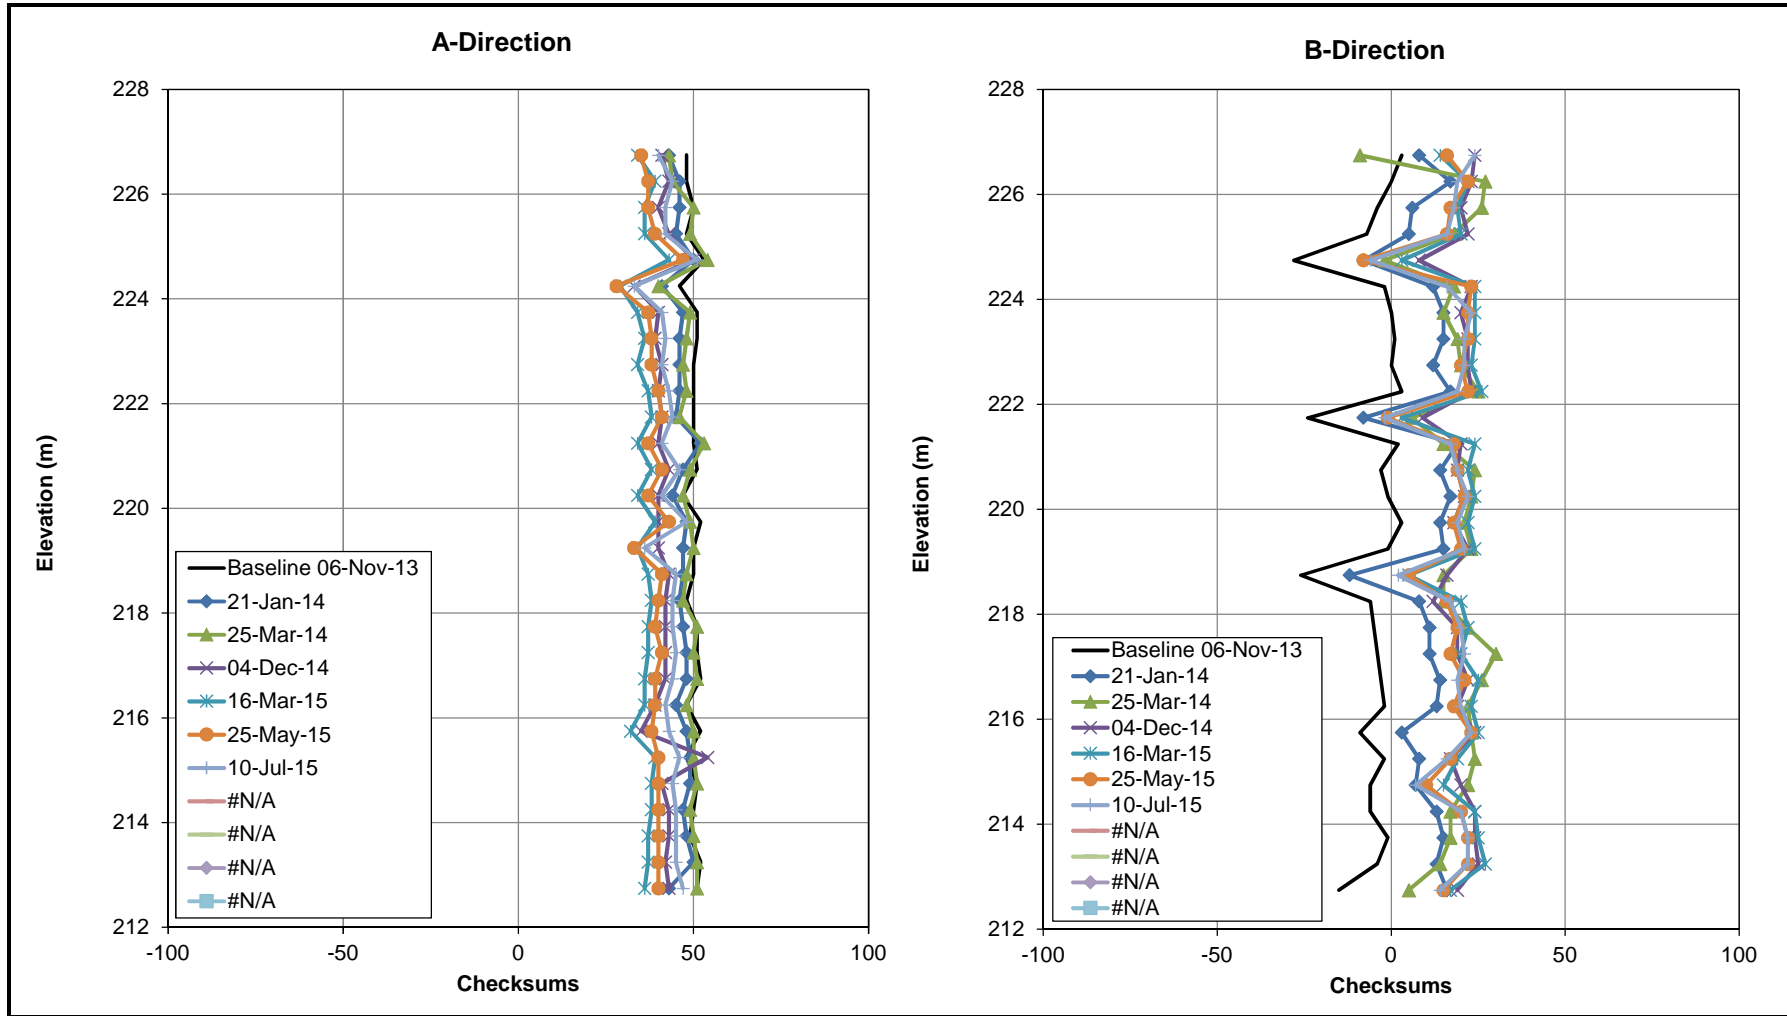 A-Direction
228
226
224
222
220
218
216
214
212
-100
-50
0
50
100
Elevation (m)
Checksums
Baseline 06-Nov-13
21-Jan-14
25-Mar-14
04-Dec-14
16-Mar-15
25-May-15
10-Jul-15
#N/A
#N/A
#N/A
#N/A
B-Direction
228
226
224
222
220
218
216
214
212
-100
-50
0
50
100
Elevation (m)
Checksums
Baseline 06-Nov-13
21-Jan-14
25-Mar-14
04-Dec-14
16-Mar-15
25-May-15
10-Jul-15
#N/A
#N/A
#N/A
#N/A